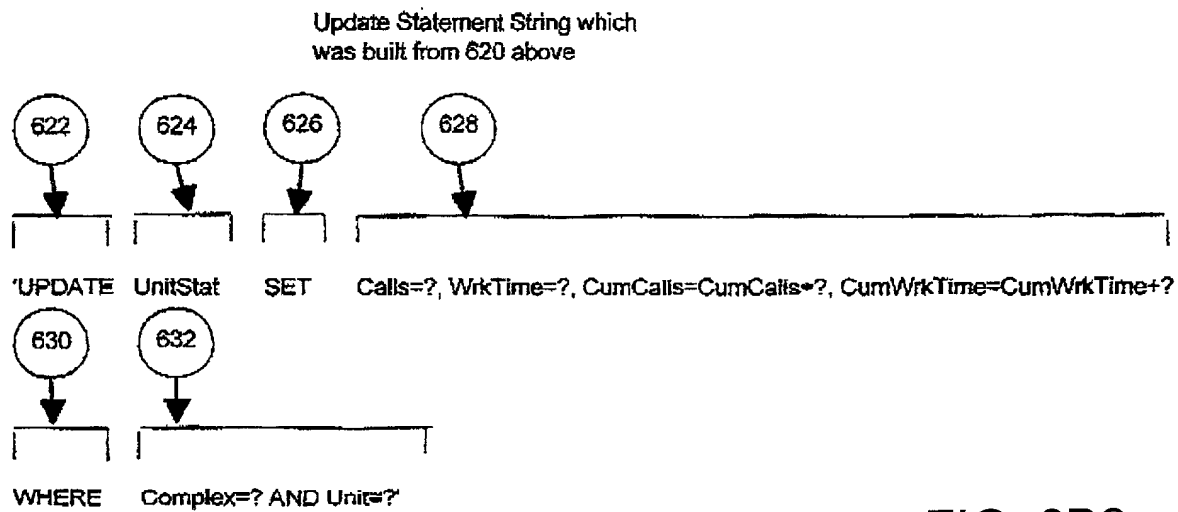 Update Statement String which
was built from 620 above
622 624 626 628
'UPDATE UnitStat SET Calls=?, WrkTime=?, CumCalls=CumCalls+?, CumWrkTime=CumWrkTime+?
630 632
WHERE Complex=? AND Unit=?'